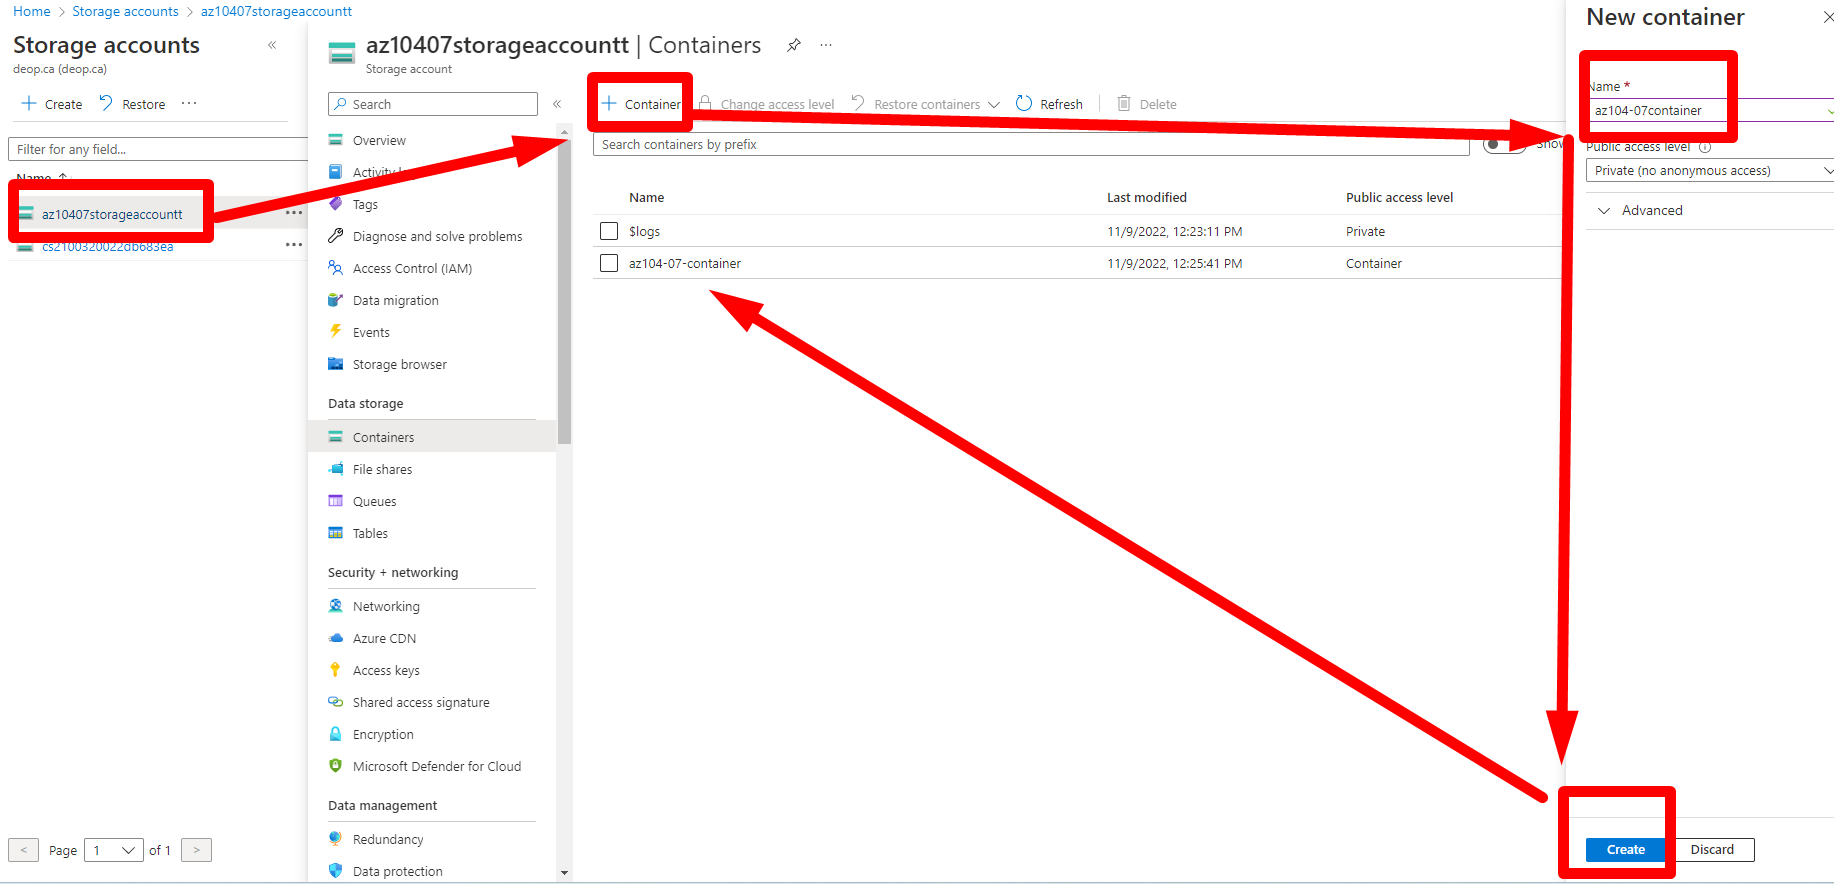 Home > Storage accounts > az10407storageaccountt
Storage accounts «
deop.ca (deop.ca)
+ Create Restore ···
Filter for any field...
Name ↑
az10407storageaccountt ···
cs2100320022db683ea ···
< Page 1 of 1 >
az10407storageaccountt | Containers ···
Storage account
Search «
Overview
Activity
Tags
Diagnose and solve problems
Access Control (IAM)
Data migration
Events
Storage browser
Data storage
Containers
File shares
Queues
Tables
Security + networking
Networking
Azure CDN
Access keys
Shared access signature
Encryption
Microsoft Defender for Cloud
Data management
Redundancy
Data protection
+ Container Change access level Restore containers Refresh Delete
Search containers by prefix Show
Name Last modified Public access level
$logs 11/9/2022, 12:23:11 PM Private
az104-07-container 11/9/2022, 12:25:41 PM Container
New container
Name *
az104-07container
Public access level
Private (no anonymous access)
Advanced
Create Discard